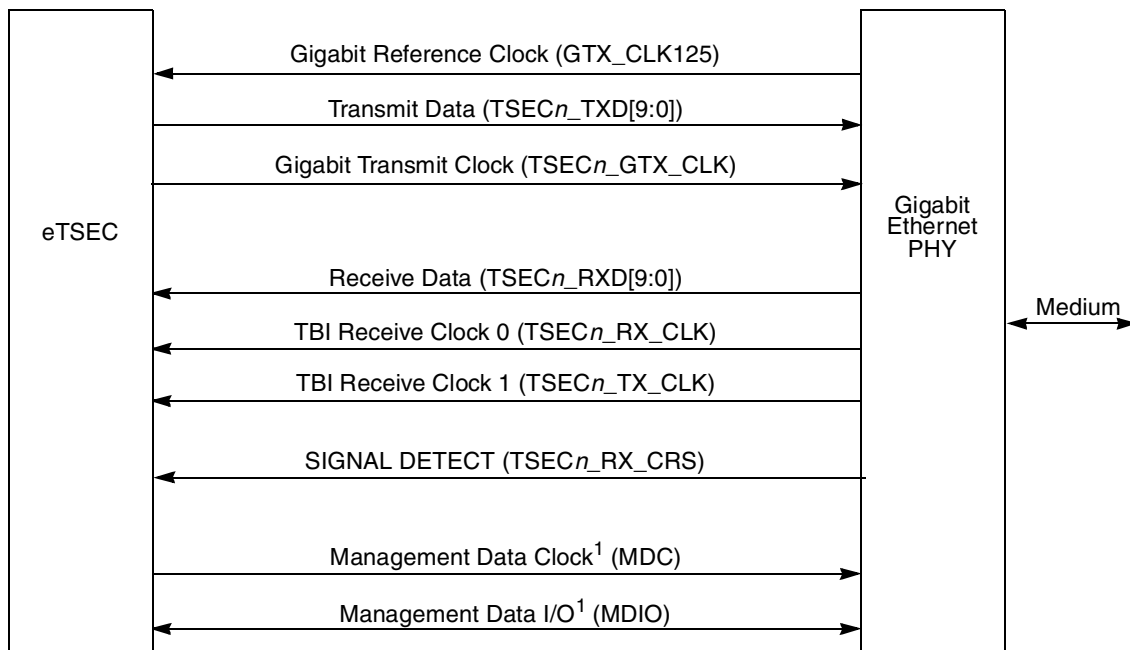 Gigabit Reference Clock (GTX_CLK125)
Transmit Data (TSECn_TXD[9:0])
Gigabit Transmit Clock (TSECn_GTX_CLK)
eTSEC
Gigabit
Ethernet
PHY
Receive Data (TSECn_RXD[9:0])
Medium
TBI Receive Clock 0 (TSECn_RX_CLK)
TBI Receive Clock 1 (TSECn_TX_CLK)
SIGNAL DETECT (TSECn_RX_CRS)
Management Data Clock¹ (MDC)
Management Data I/O¹ (MDIO)